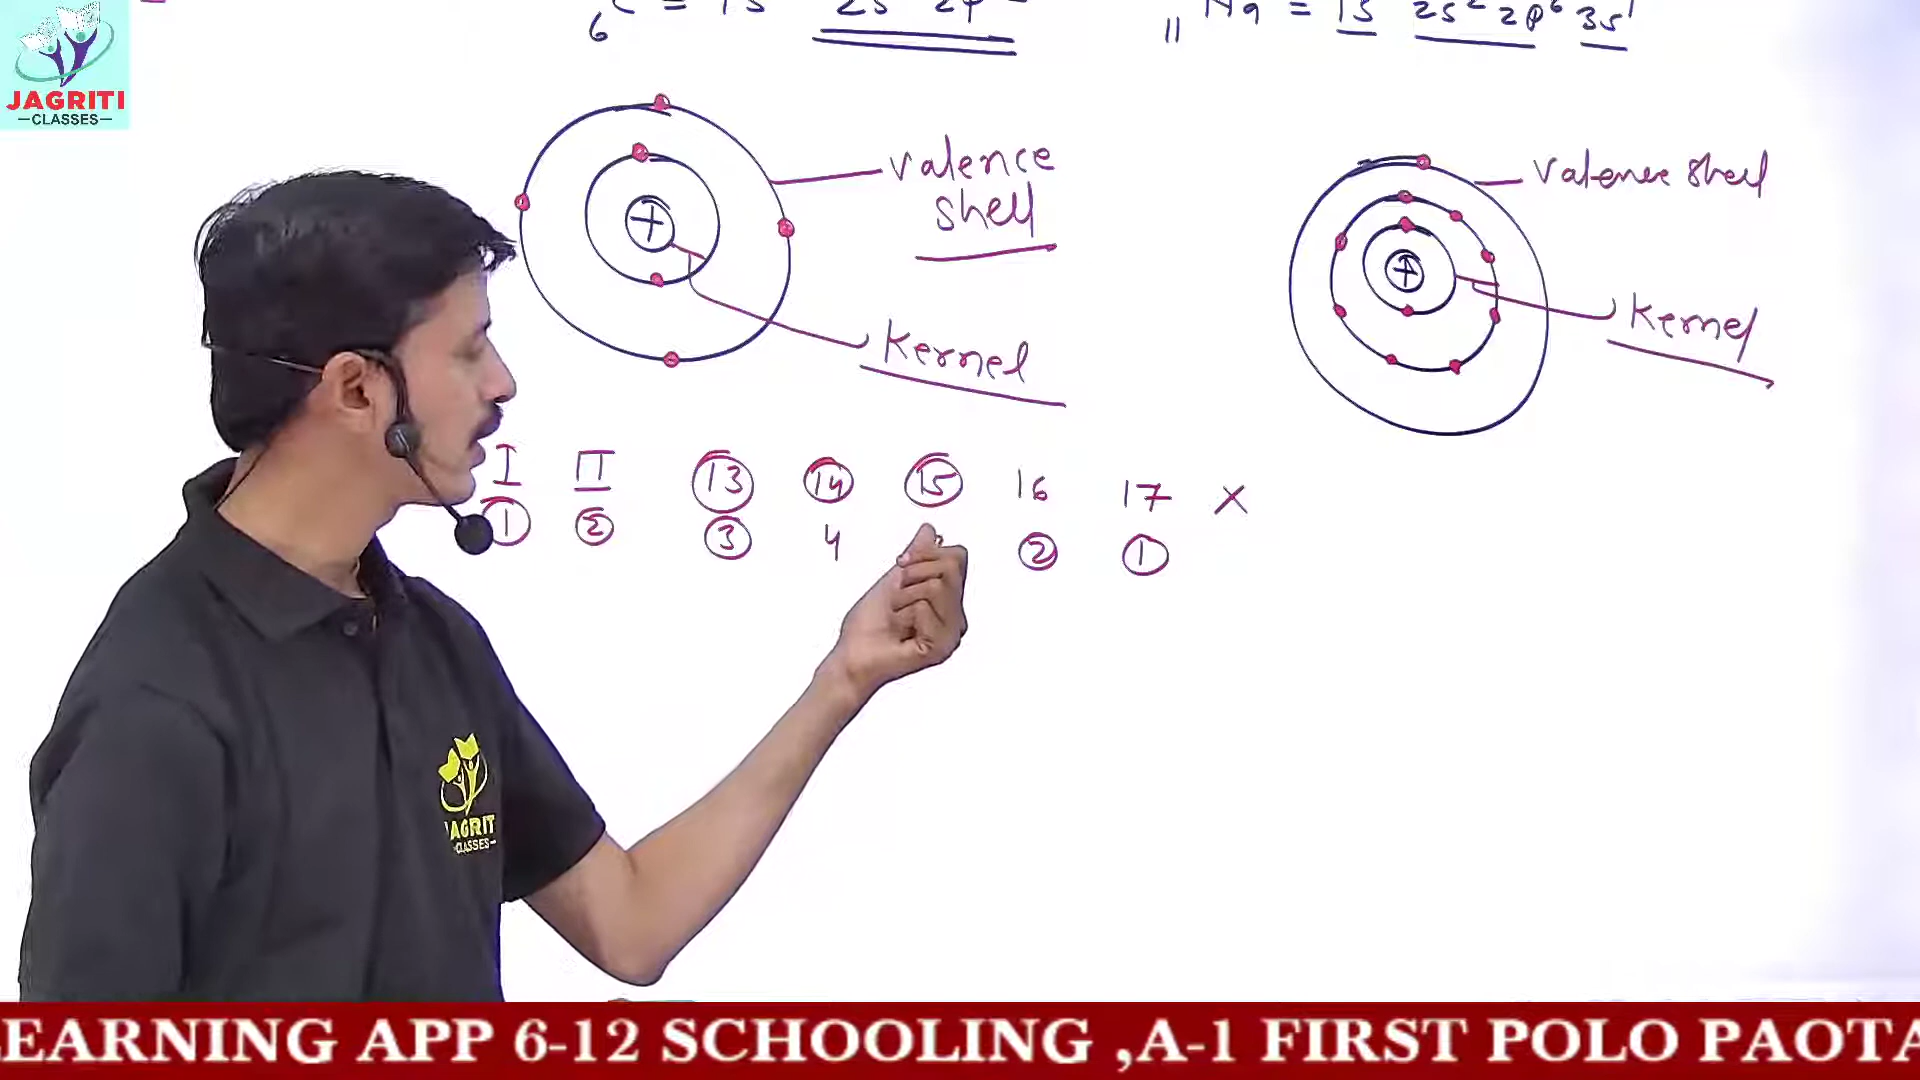 ₆C = 1s 2s 2p
₁₁Na = 1s 2s² 2p⁶ 3s¹
JAGRITI
—CLASSES—
valence
shell
valence shell
+
+
Kernel
Kernel
I II 13 14 15 16 17 X
1 2 3 4 2 1
JAGRIT
CLASSES—
LEARNING APP 6-12 SCHOOLING ,A-1 FIRST POLO PAOTA